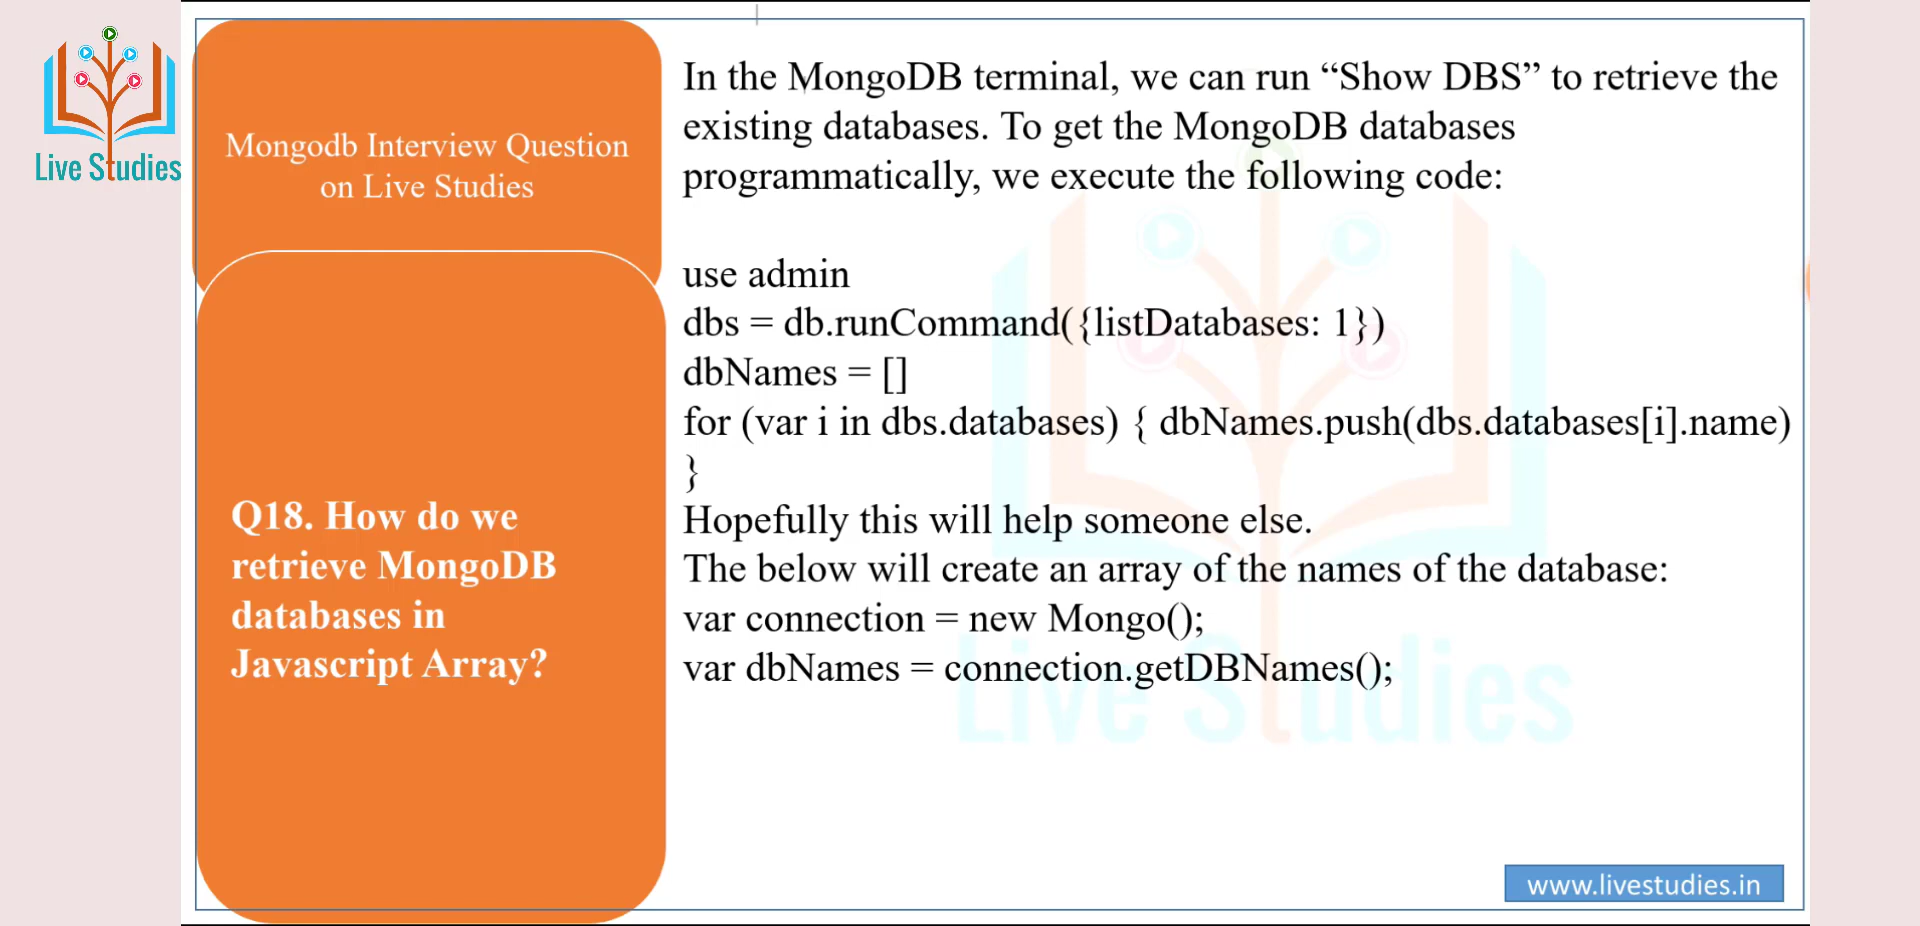 Live Studies
Mongodb Interview Question
on Live Studies
Q18. How do we
retrieve MongoDB
databases in
Javascript Array?
In the MongoDB terminal, we can run “Show DBS” to retrieve the
existing databases. To get the MongoDB databases
programmatically, we execute the following code:
use admin
dbs = db.runCommand({listDatabases: 1})
dbNames = []
for (var i in dbs.databases) { dbNames.push(dbs.databases[i].name)
}
Hopefully this will help someone else.
The below will create an array of the names of the database:
var connection = new Mongo();
var dbNames = connection.getDBNames();
Live Studies
www.livestudies.in